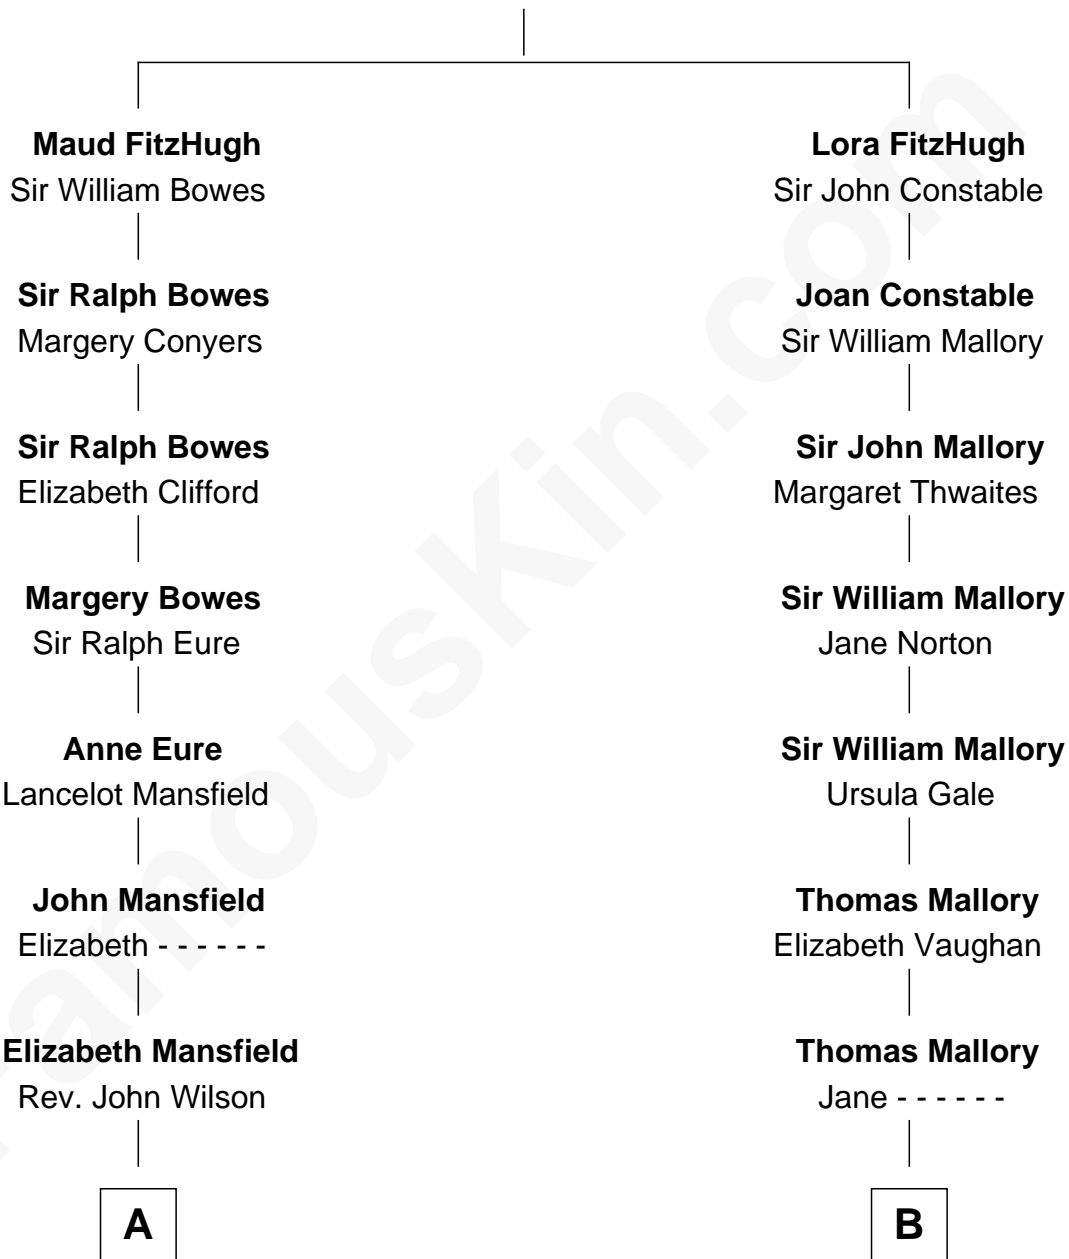 Maud FitzHugh
Sir William Bowes
Sir Ralph Bowes
Margery Conyers
Sir Ralph Bowes
Elizabeth Clifford
Margery Bowes
Sir Ralph Eure
Anne Eure
Lancelot Mansfield
John Mansfield
Elizabeth - - - - - -
Elizabeth Mansfield
Rev. John Wilson
A
Lora FitzHugh
Sir John Constable
Joan Constable
Sir William Mallory
Sir John Mallory
Margaret Thwaites
Sir William Mallory
Jane Norton
Sir William Mallory
Ursula Gale
Thomas Mallory
Elizabeth Vaughan
Thomas Mallory
Jane - - - - - -
B
FamousKin.com